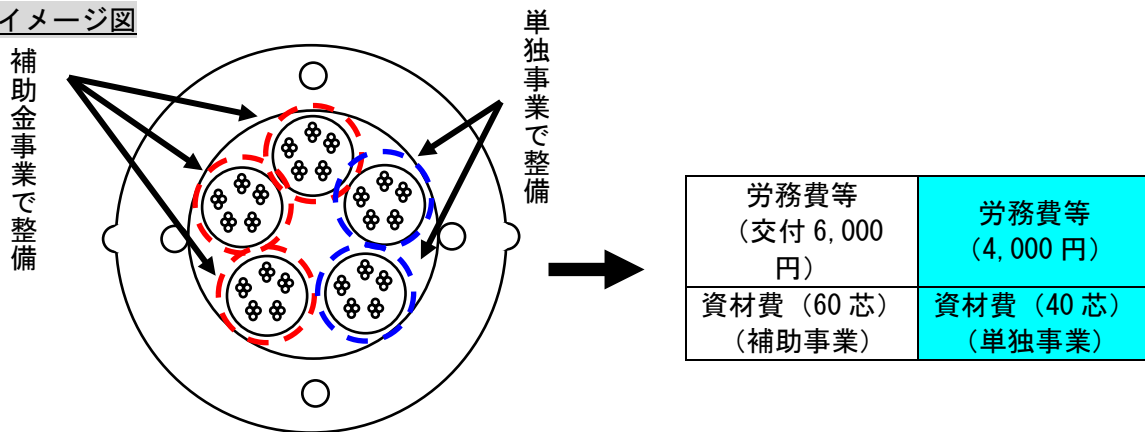 イメージ図
補助金事業で整備
単独事業で整備
労務費等
（交付 6,000
円）
労務費等
（4,000 円）
資材費（60 芯）
（補助事業）
資材費（40 芯）
（単独事業）